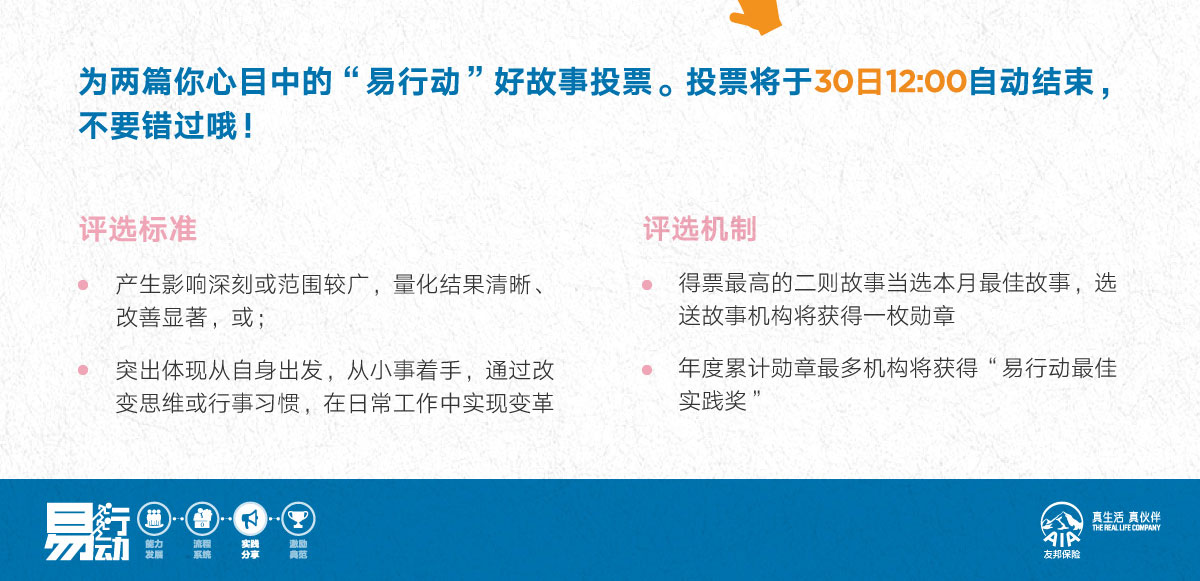 为两篇你心目中的“易行动”好故事投票。投票将于30日12:00自动结束，
不要错过哦！
评选标准
产生影响深刻或范围较广，量化结果清晰、
改善显著，或；
突出体现从自身出发，从小事着手，通过改
变思维或行事习惯，在日常工作中实现变革
评选机制
得票最高的二则故事当选本月最佳故事，选
送故事机构将获得一枚勋章
年度累计勋章最多机构将获得“易行动最佳
实践奖”
易行动
能力
发展
流程
系统
实践
分享
激励
典范
AIA
友邦保险
真生活 真伙伴
THE REAL LIFE COMPANY